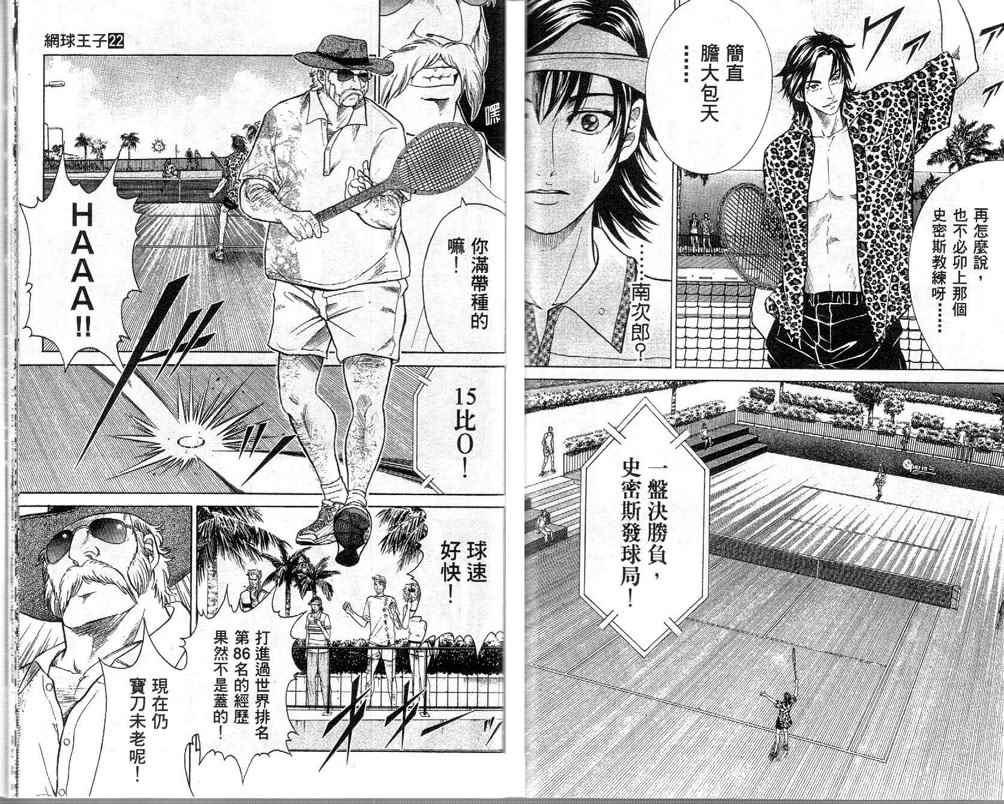 再怎麼說,
也不必卯上那個
史密斯教練呀……
簡直
膽大包天
……
……南次郎?
一盤決勝負,
史密斯發球局!
網球王子22
嘿
你滿帶種的
嘛!
HAAA!!
15比0!
球速
好快!
打進過世界排名
第86名的經歷
果然不是蓋的!
現在仍
寶刀未老呢!